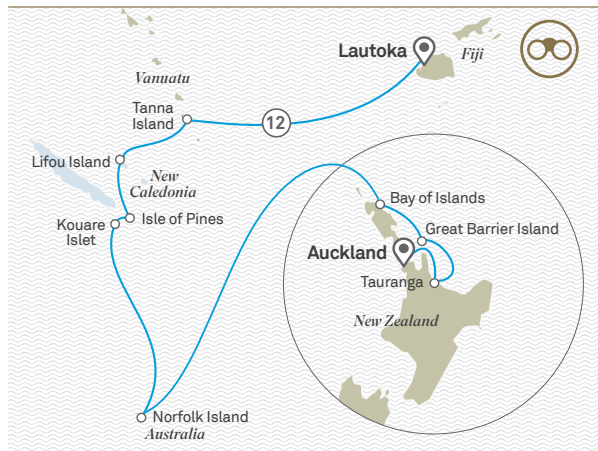 Lautoka
Fiji
Vanuatu
Tanna
Island
12
Lifou Island
New
Caledonia
Kouare
Islet
Isle of Pines
Bay of Islands
Great Barrier Island
Auckland
Tauranga
New Zealand
Norfolk Island
Australia